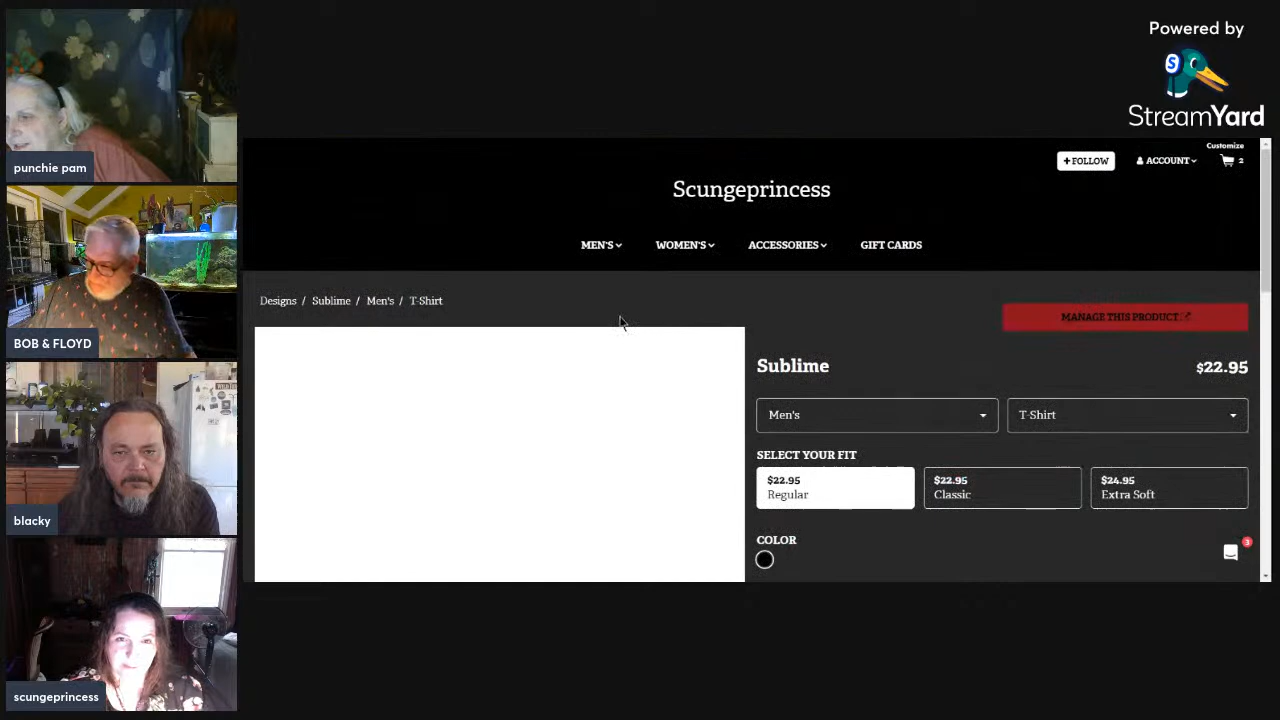 Powered by
S
StreamYard
punchie pam
BOB & FLOYD
blacky
scungeprincess
Customize
+ FOLLOW
ACCOUNT
2
Scungeprincess
MEN'S
WOMEN'S
ACCESSORIES
GIFT CARDS
Designs / Sublime / Men's / T-Shirt
MANAGE THIS PRODUCT
Sublime
$22.95
Men's
T-Shirt
SELECT YOUR FIT
$22.95
Regular
$22.95
Classic
$24.95
Extra Soft
COLOR
3